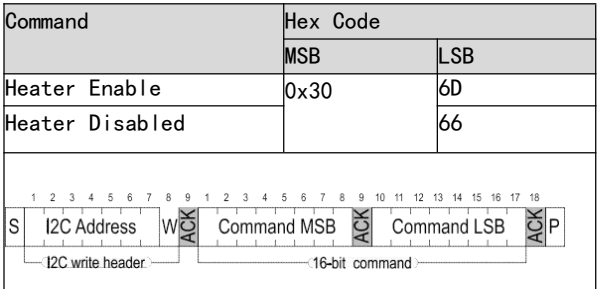 Command Hex Code
MSB LSB
Heater Enable 0x30 6D
Heater Disabled 66
1 2 3 4 5 6 7 8 9 1 2 3 4 5 6 7 8 9 10 11 12 13 14 15 16 17 18
S I2C Address W ACK Command MSB ACK Command LSB ACK P
I2C write header 16-bit command